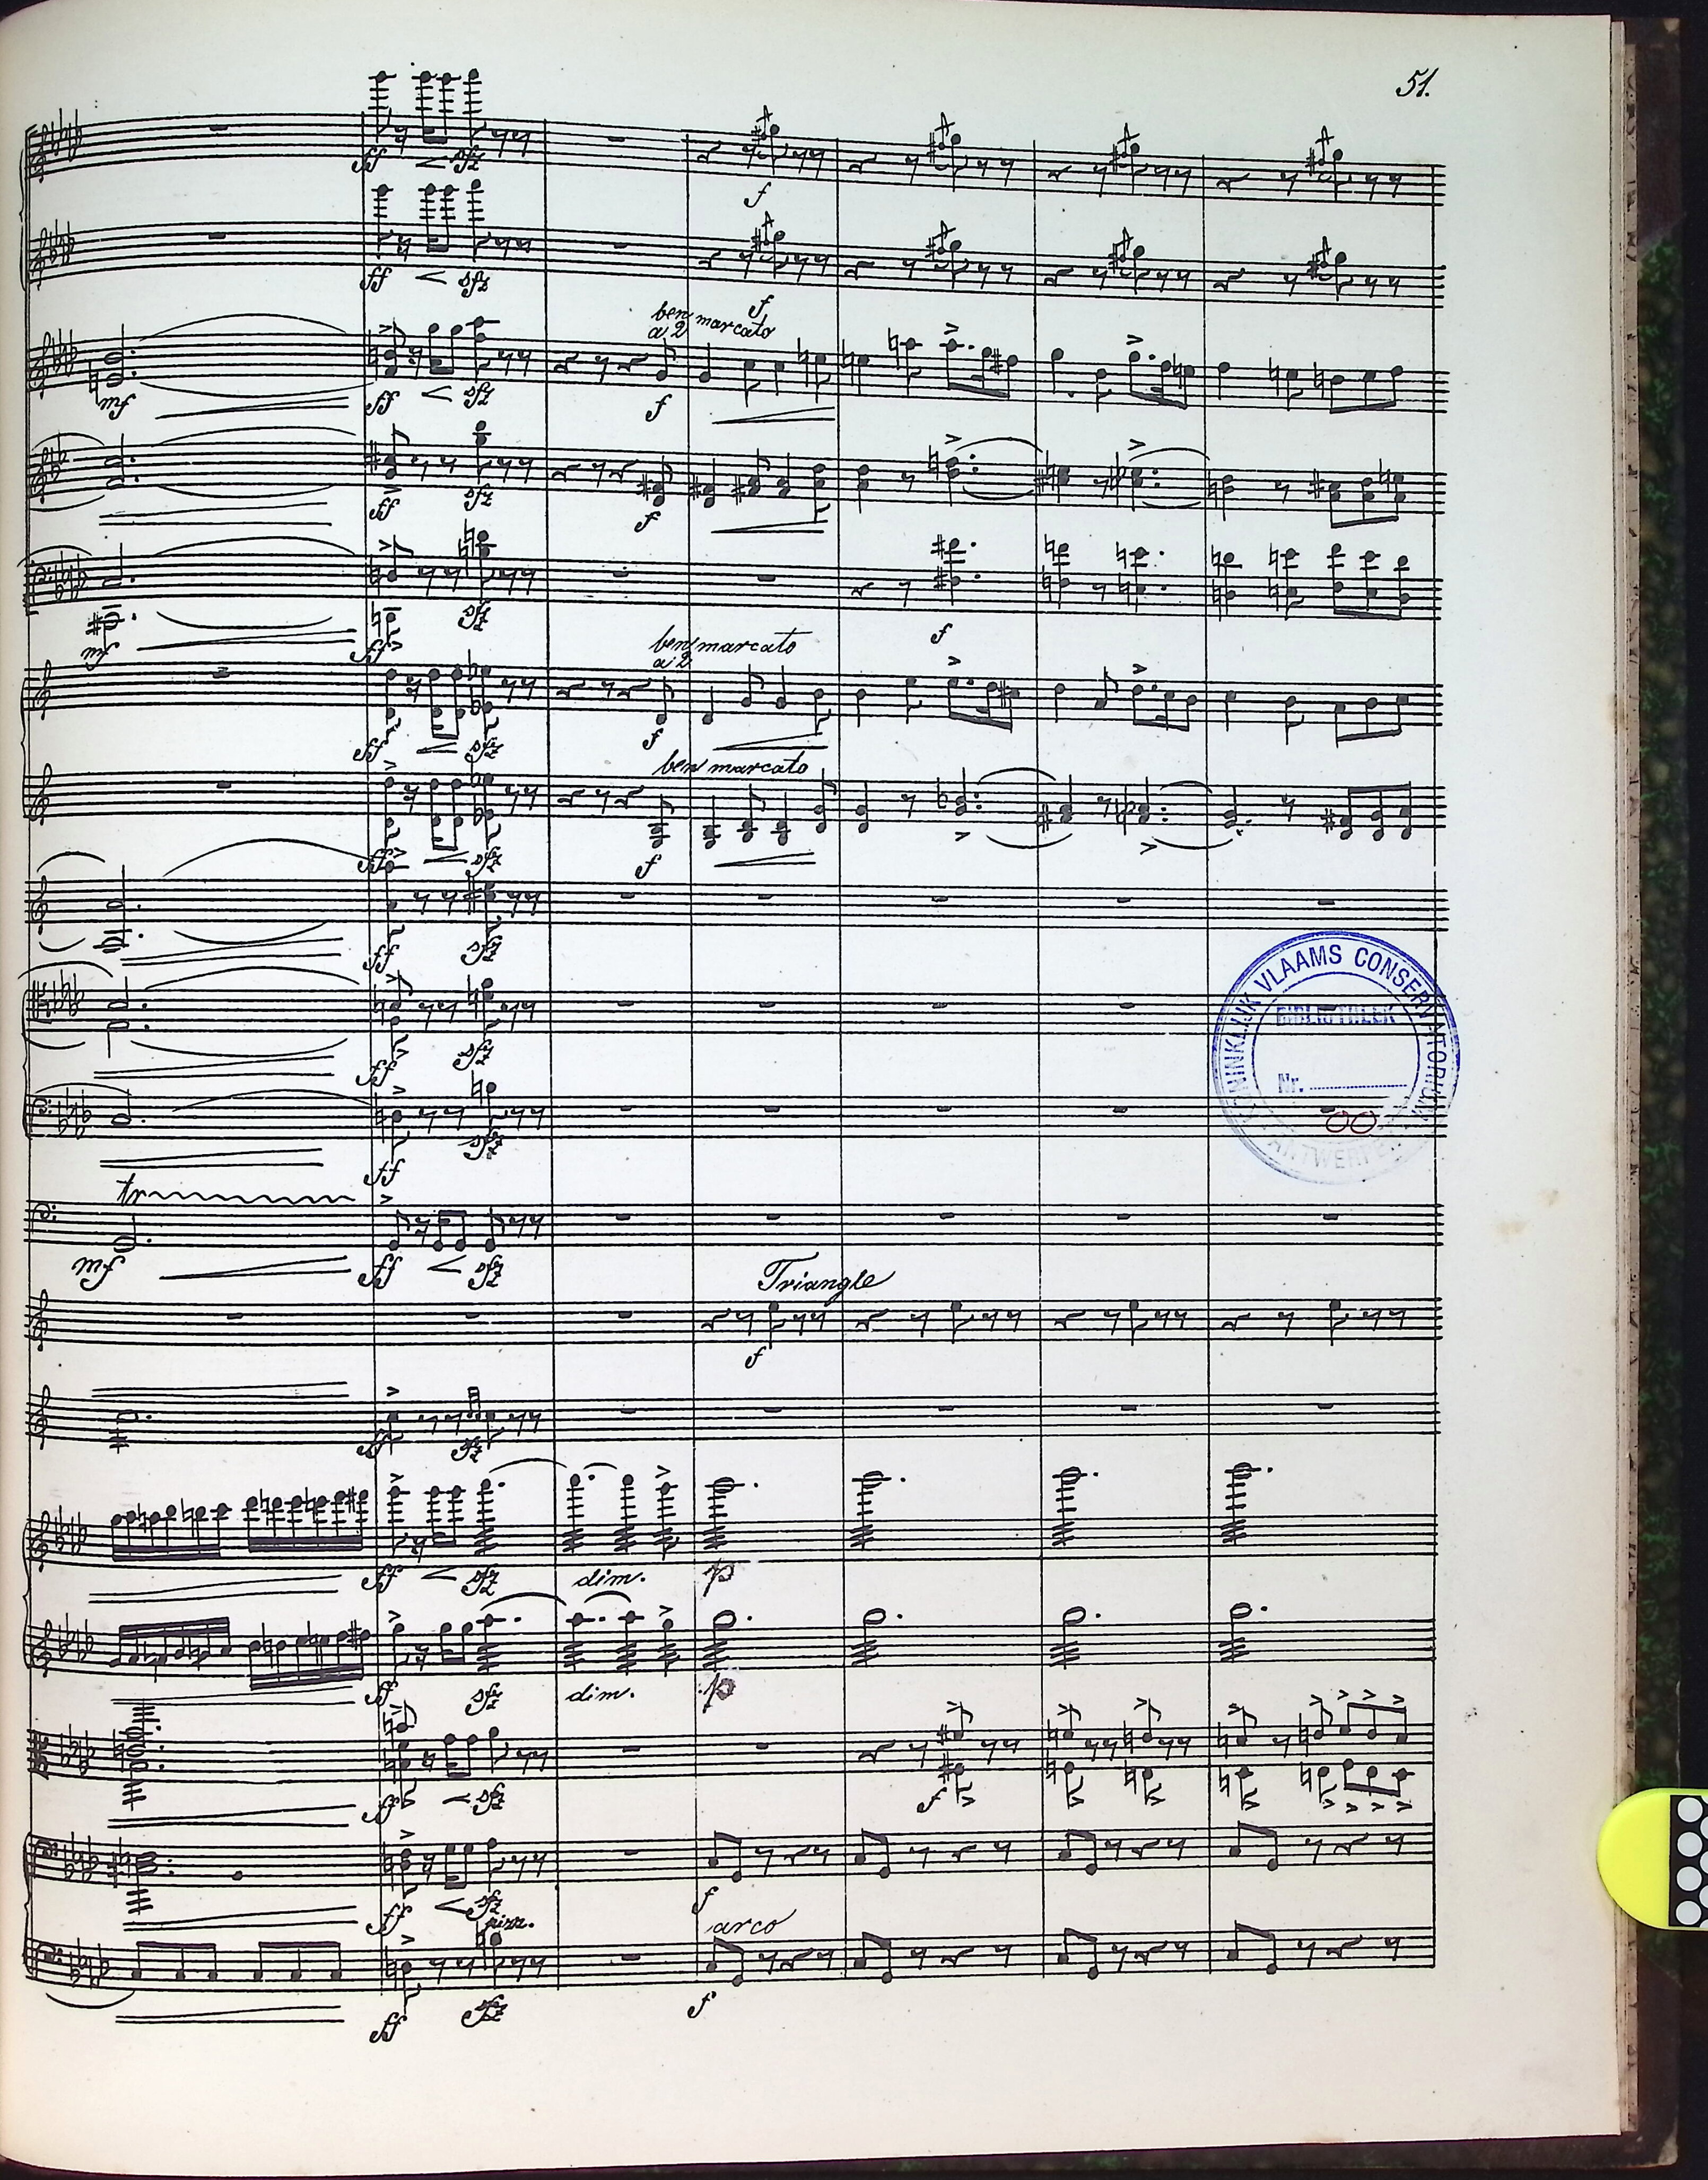 51.
ff sfz
f
ff sfz
f
ben marcato
a 2
mf ff sfz f
ff sfz f
mf ff sfz f
ben marcato
a 2
ff sfz f
ben marcato
ff sfz f
ff sfz
ff sfz
ff sfz
tr
mf ff sfz
Triangle
f
ff sfz
ff sfz dim. p
ff sfz dim. p
ff sfz f
ff sfz f
pizz. arco
ff sfz f
KONINKLIJK VLAAMS CONSERVATORIUM
BIBLIOTHEEK
Nr.
ANTWERPEN